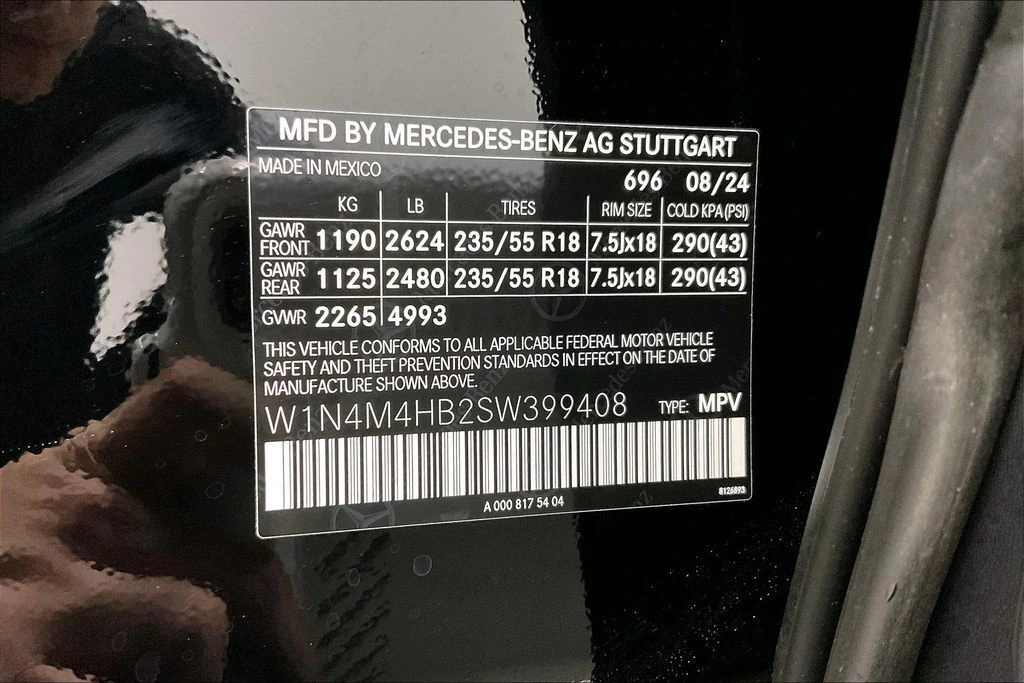 MFD BY MERCEDES-BENZ AG STUTTGART
MADE IN MEXICO
696 08/24
KG LB TIRES RIM SIZE COLD KPA(PSI)
GAWR FRONT 1190 2624 235/55 R18 7.5Jx18 290(43)
GAWR REAR 1125 2480 235/55 R18 7.5Jx18 290(43)
GVWR 2265 4993
THIS VEHICLE CONFORMS TO ALL APPLICABLE FEDERAL MOTOR VEHICLE
SAFETY AND THEFT PREVENTION STANDARDS IN EFFECT ON THE DATE OF
MANUFACTURE SHOWN ABOVE.
W1N4M4HB2SW399408 TYPE: MPV
A 000 817 54 04
8126893